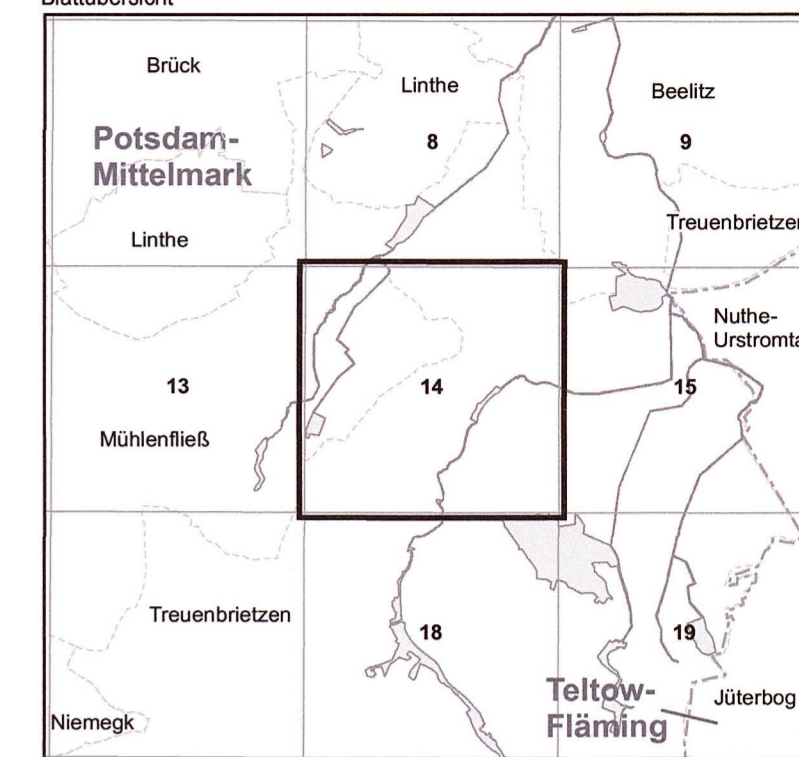 Blattübersicht
Brück
Linthe
Beelitz
8
9
Potsdam-
Mittelmark
Treuenbrietzen
Linthe
Nuthe-
Urstromta
13
14
15
Mühlenfließ
Treuenbrietzen
18
19
Teltow-
Fläming
Jüterbog
Niemegk